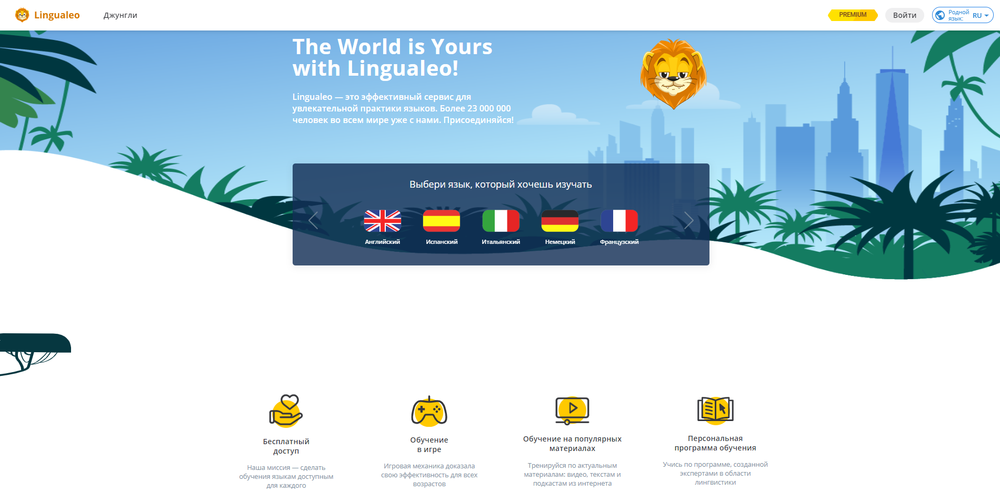 Lingualeo
Джунгли
PREMIUM
Войти
Родной
язык:
RU
The World is Yours
with Lingualeo!
Lingualeo — это эффективный сервис для
увлекательной практики языков. Более 23 000 000
человек во всем мире уже с нами. Присоединяйся!
Выбери язык, который хочешь изучать
Английский
Испанский
Итальянский
Немецкий
Французский
Бесплатный
доступ
Наша миссия — сделать
обучения языкам доступным
для каждого
Обучение
в игре
Игровая механика доказала
свою эффективность для всех
возрастов
Обучение на популярных
материалах
Тренируйся по актуальным
материалам: видео, текстам и
подкастам из интернета
Персональная
программа обучения
Учись по программе, созданной
экспертами в области
лингвистики